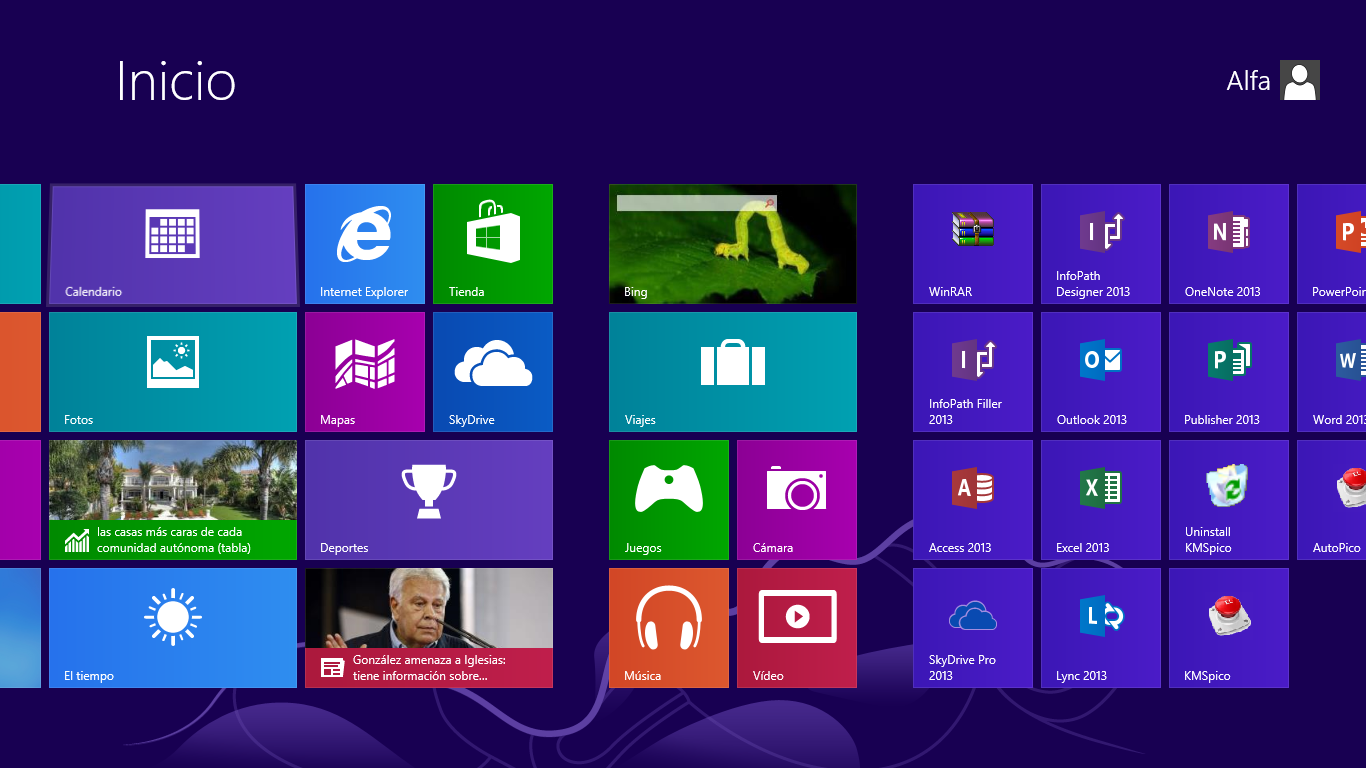 Inicio
Alfa
Calendario
Internet Explorer
Tienda
Fotos
Mapas
SkyDrive
las casas más caras de cada
comunidad autónoma (tabla)
Deportes
El tiempo
González amenaza a Iglesias:
tiene información sobre...
Bing
Viajes
Juegos
Cámara
Música
Vídeo
WinRAR
InfoPath
Designer 2013
OneNote 2013
PowerPoin
InfoPath Filler
2013
Outlook 2013
Publisher 2013
Word 2013
Access 2013
Excel 2013
Uninstall
KMSpico
AutoPico
SkyDrive Pro
2013
Lync 2013
KMSpico